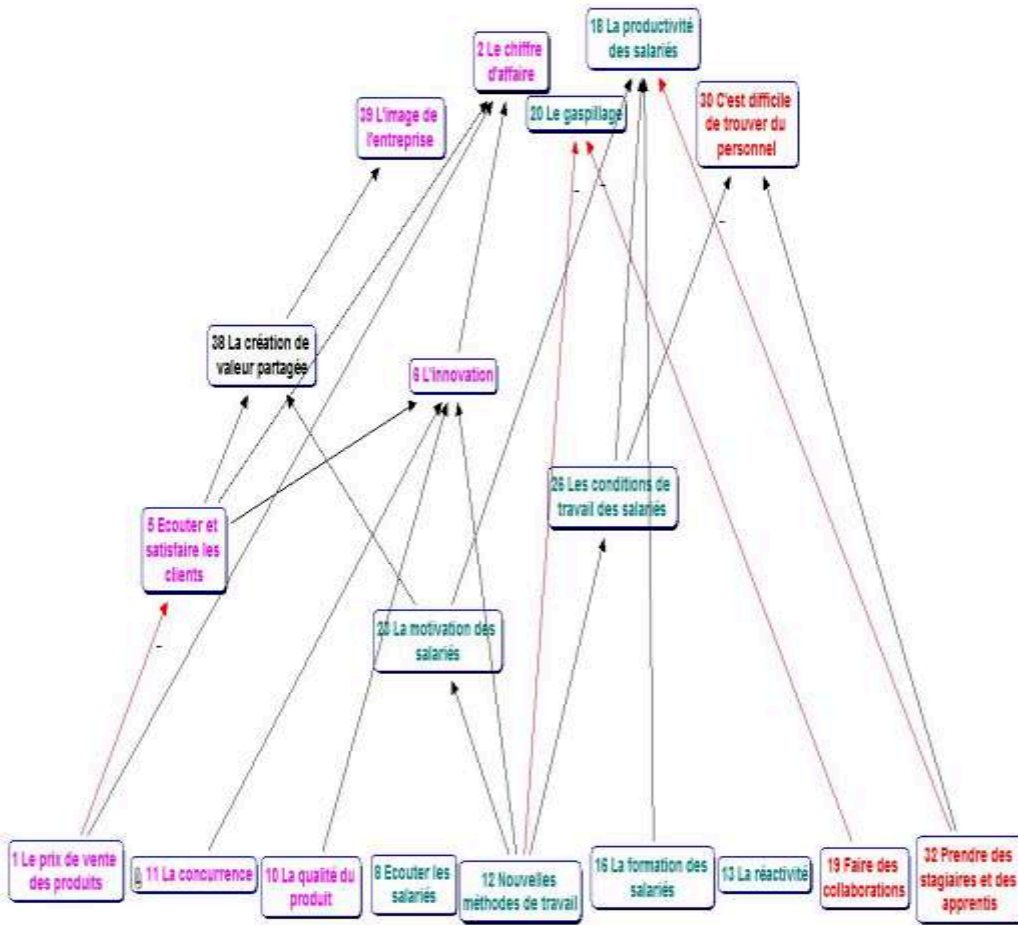 18 La productivité
des salariés
2 Le chiffre
d'affaire
30 C'est difficile
de trouver du
personnel
20 Le gaspillage
39 L'image de
l'entreprise
-
-
-
38 La création de
valeur partagée
6 L'innovation
26 Les conditions de
travail des salariés
5 Ecouter et
satisfaire les
clients
23 La motivation des
salariés
-
1 Le prix de vente
des produits
11 La concurrence
10 La qualité du
produit
8 Ecouter les
salariés
12 Nouvelles
méthodes de travail
16 La formation des
salariés
13 La réactivité
19 Faire des
collaborations
32 Prendre des
stagiaires et des
apprentis